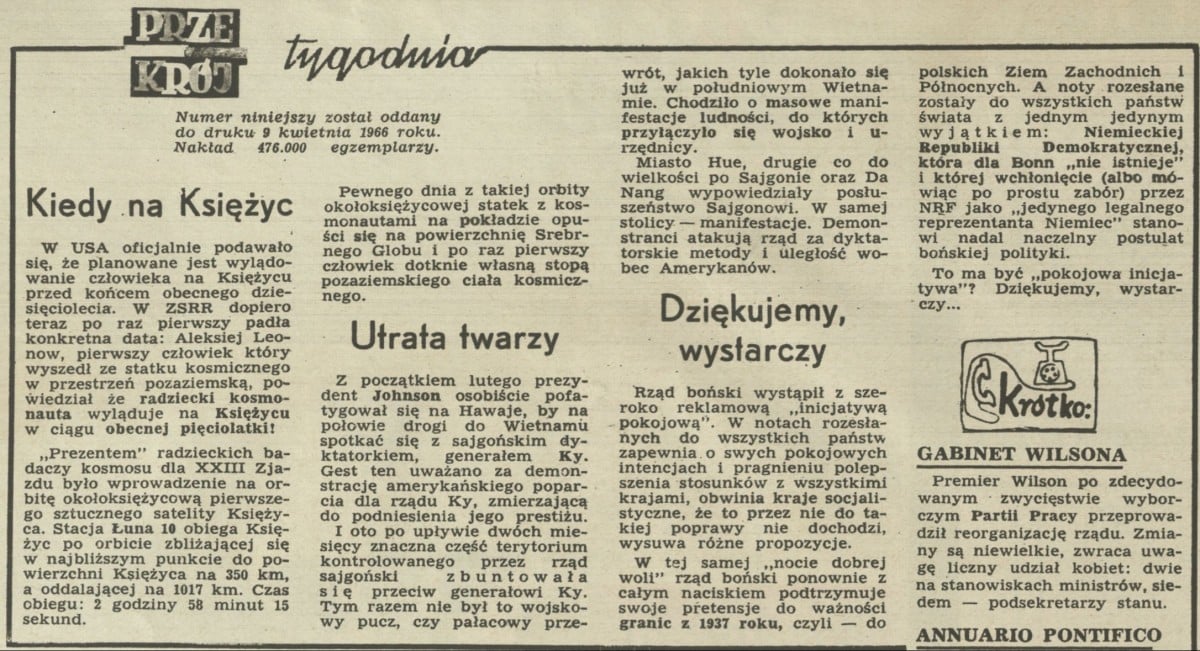 PRZE
KRÓJ
tygodnia
Numer niniejszy został oddany
do druku 9 kwietnia 1966 roku.
Nakład 476.000 egzemplarzy.
Kiedy na Księżyc
W USA oficjalnie podawało
się, że planowane jest wylądo-
wanie człowieka na Księżycu
przed końcem obecnego dzie-
sięciolecia. W ZSRR dopiero
teraz po raz pierwszy padła
konkretna data: Aleksiej Leo-
now, pierwszy człowiek który
wyszedł ze statku kosmicznego
w przestrzeń pozaziemską, po-
wiedział że radziecki kosmo-
nauta wyląduje na Księżycu
w ciągu obecnej pięciolatki!
„Prezentem” radzieckich ba-
daczy kosmosu dla XXIII Zja-
zdu było wprowadzenie na or-
bitę okołoksiężycową pierwsze-
go sztucznego satelity Księży-
ca. Stacja Łuna 10 obiega Księ-
życ po orbicie zbliżającej się
w najbliższym punkcie do po-
wierzchni Księżyca na 350 km,
a oddalającej na 1017 km. Czas
obiegu: 2 godziny 58 minut 15
sekund.
Pewnego dnia z takiej orbity
okołoksiężycowej statek z kos-
monautami na pokładzie opu-
ści się na powierzchnię Srebr-
nego Globu i po raz pierwszy
człowiek dotknie własną stopą
pozaziemskiego ciała kosmicz-
nego.
Utrata twarzy
Z początkiem lutego prezy-
dent Johnson osobiście pofa-
tygował się na Hawaje, by na
połowie drogi do Wietnamu
spotkać się z sajgońskim dy-
ktatorkiem, generałem Ky.
Gest ten uważano za demon-
strację amerykańskiego popar-
cia dla rządu Ky, zmierzającą
do podniesienia jego prestiżu.
I oto po upływie dwóch mie-
sięcy znaczna część terytorium
kontrolowanego przez rząd
sajgoński zbuntowała
się przeciw generałowi Ky.
Tym razem nie był to wojsko-
wy pucz, czy pałacowy prze-
wrót, jakich tyle dokonało się
już w południowym Wietna-
mie. Chodziło o masowe mani-
festacje ludności, do których
przyłączyło się wojsko i u-
rzędnicy.
Miasto Hue, drugie co do
wielkości po Sajgonie oraz Da
Nang wypowiedziały posłu-
szeństwo Sajgonowi. W samej
stolicy — manifestacje. Demon-
stranci atakują rząd za dykta-
torskie metody i uległość wo-
bec Amerykanów.
Dziękujemy,
wystarczy
Rząd boński wystąpił z sze-
roko reklamową „inicjatywą
pokojową”. W notach rozesła-
nych do wszystkich państw
zapewnia o swych pokojowych
intencjach i pragnieniu polep-
szenia stosunków z wszystkimi
krajami, obwinia kraje socjali-
styczne, że to przez nie do ta-
kiej poprawy nie dochodzi,
wysuwa różne propozycje.
W tej samej „nocie dobrej
woli” rząd boński ponownie z
całym naciskiem podtrzymuje
swoje pretensje do ważności
granic z 1937 roku, czyli — do
polskich Ziem Zachodnich i
Północnych. A noty rozesłane
zostały do wszystkich państw
świata z jednym jedynym
wyjątkiem: Niemieckiej
Republiki Demokratycznej,
która dla Bonn „nie istnieje”
i której wchłonięcie (albo mó-
wiąc po prostu zabór) przez
NRF jako „jedynego legalnego
reprezentanta Niemiec” stano-
wi nadal naczelny postulat
bońskiej polityki.
To ma być „pokojowa inicja-
tywa”? Dziękujemy, wystar-
czy...
Krótko:
GABINET WILSONA
Premier Wilson po zdecydo-
wanym zwycięstwie wybor-
czym Partii Pracy przeprowa-
dził reorganizację rządu. Zmia-
ny są niewielkie, zwraca uwa-
gę liczny udział kobiet: dwie
na stanowiskach ministrów, sie-
dem — podsekretarzy stanu.
ANNUARIO PONTIFICO